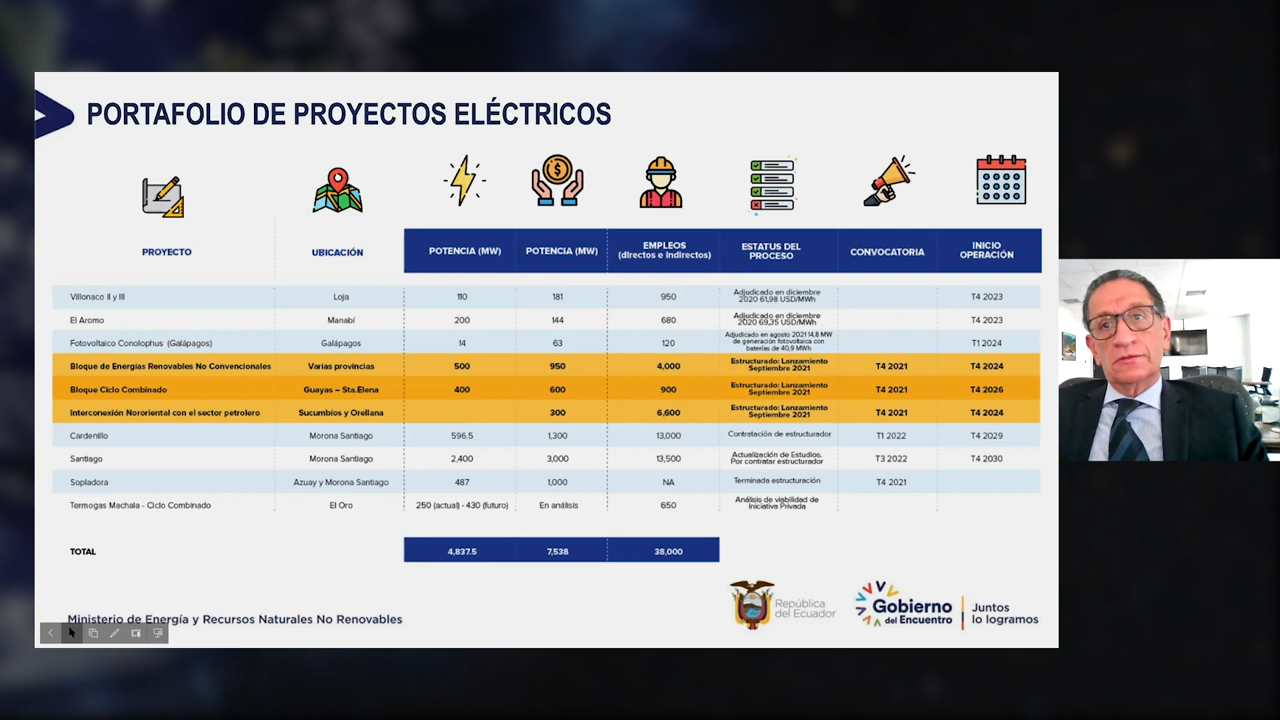 PORTAFOLIO DE PROYECTOS ELÉCTRICOS
PROYECTO UBICACIÓN POTENCIA (MW) POTENCIA (MW) EMPLEOS (directos e indirectos) ESTATUS DEL PROCESO CONVOCATORIA INICIO OPERACIÓN
Villonaco II y III Loja 110 181 950 Adjudicado en diciembre 2020 61,98 USD/MWh T4 2023
El Aromo Manabí 200 144 680 Adjudicado en diciembre 2020 69,35 USD/MWh T4 2023
Fotovoltaico Conolophus (Galápagos) Galápagos 14 63 120 Adjudicado en agosto 2021 14.8 MW de generación fotovoltaica con baterías de 40,9 MWh T1 2024
Bloque de Energías Renovables No Convencionales Varias provincias 500 950 4,000 Estructurado: Lanzamiento Septiembre 2021 T4 2021 T4 2024
Bloque Ciclo Combinado Guayas – Sta.Elena 400 600 900 Estructurado: Lanzamiento Septiembre 2021 T4 2021 T4 2026
Interconexión Nororiental con el sector petrolero Sucumbíos y Orellana 300 6,600 Estructurado: Lanzamiento Septiembre 2021 T4 2021 T4 2024
Cardenillo Morona Santiago 596.5 1,300 13,000 Contratación de estructurador T1 2022 T4 2029
Santiago Morona Santiago 2,400 3,000 13,500 Actualización de Estudios. Por contratar estructurador T3 2022 T4 2030
Sopladora Azuay y Morona Santiago 487 1,000 NA Terminada estructuración T4 2021
Termogas Machala - Ciclo Combinado El Oro 250 (actual) - 430 (futuro) En análisis 650 Análisis de viabilidad de Iniciativa Privada
TOTAL 4,837.5 7,538 38,000
Ministerio de Energía y Recursos Naturales No Renovables
República del Ecuador
Gobierno del Encuentro
Juntos lo logramos